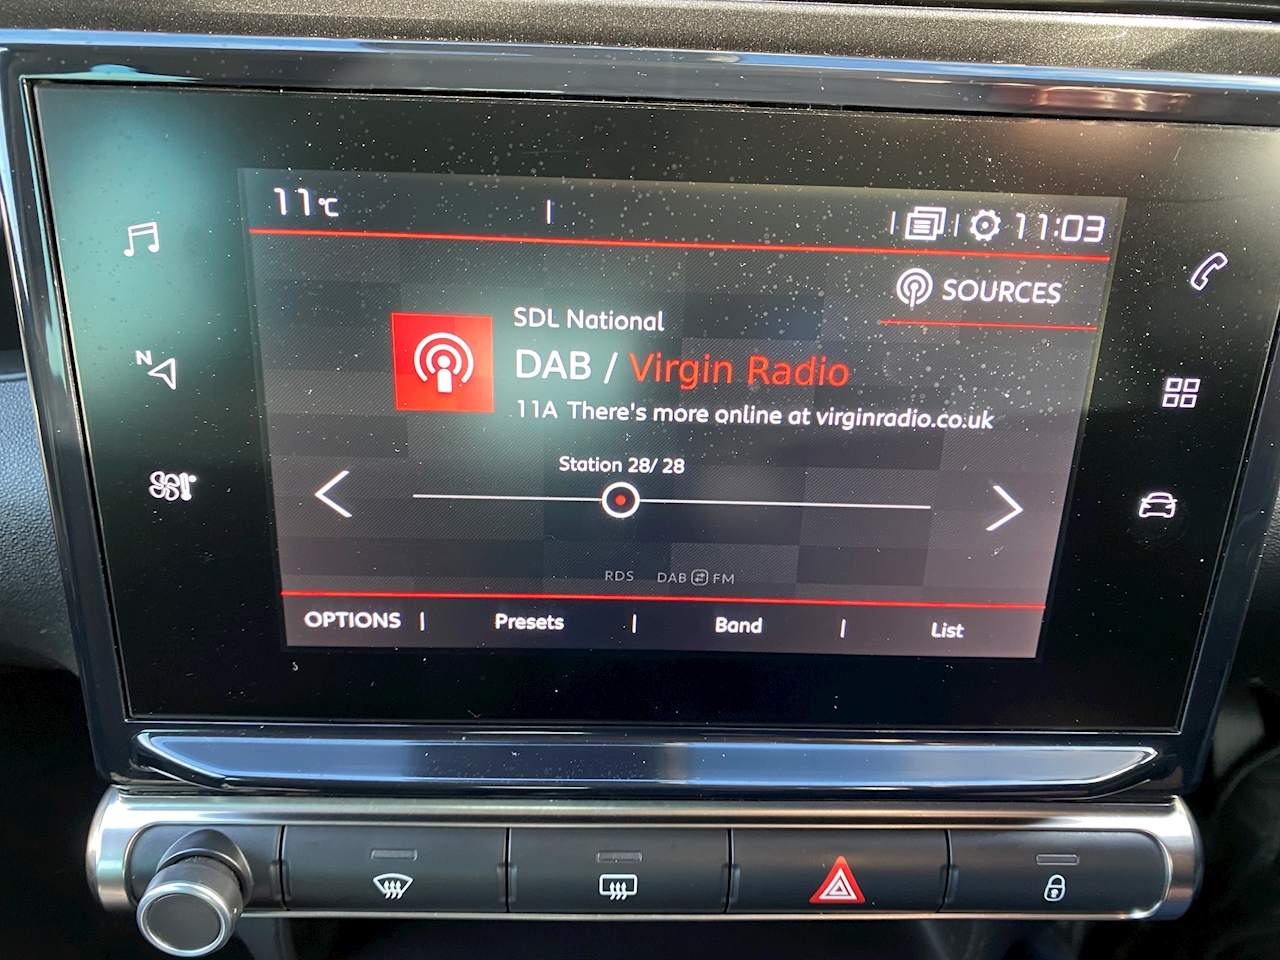 11°C
11:03
SOURCES
SDL National
DAB / Virgin Radio
11A There's more online at virginradio.co.uk
Station 28/ 28
N
RDS DAB FM
OPTIONS | Presets | Band | List